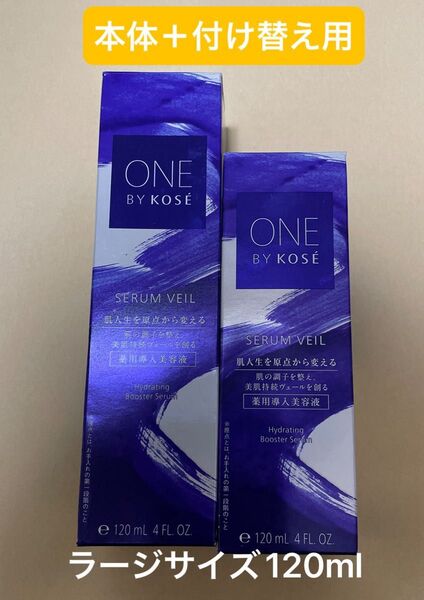 本体＋付け替え用
ONE
BY KOSÉ
SERUM VEIL
肌人生を原点から変える
肌の調子を整え、
美肌持続ヴェールを創る
薬用導入美容液
Hydrating
Booster Serum
※原点とは、お手入れの第一段階のこと
℮ 120 mL 4 FL. OZ.
ONE
BY KOSÉ
SERUM VEIL
肌人生を原点から変える
肌の調子を整え、
美肌持続ヴェールを創る
薬用導入美容液
Hydrating
Booster Serum
※原点とは、お手入れの第一段階のこと
℮ 120 mL 4 FL. OZ.
ラージサイズ120ml